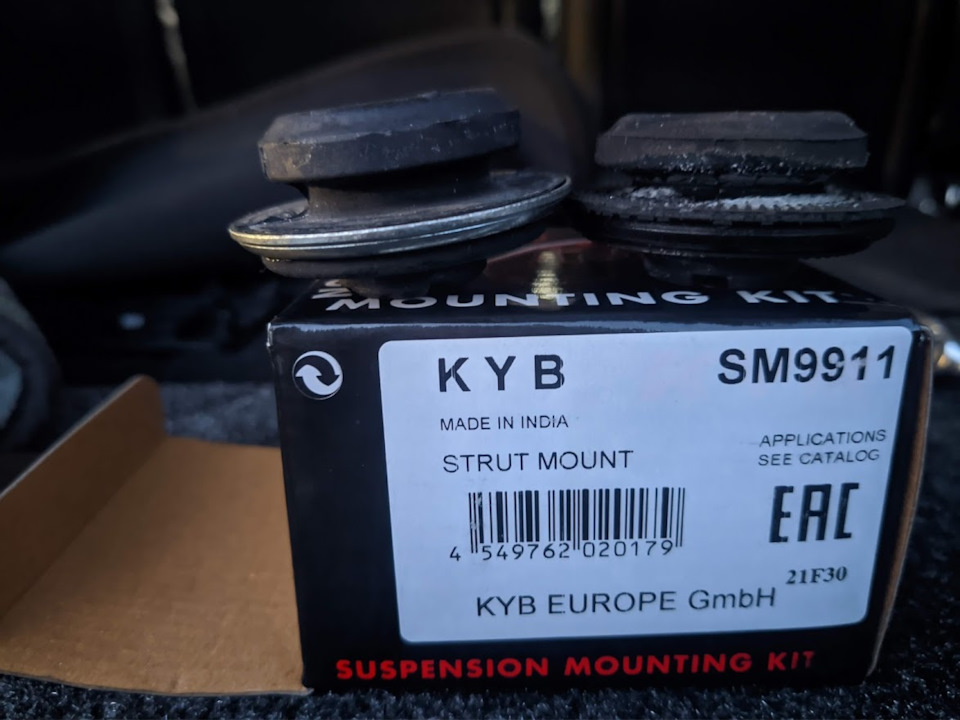 MOUNTING KIT
KYB
SM9911
MADE IN INDIA
APPLICATIONS
SEE CATALOG
STRUT MOUNT
EAC
4 549762 020179
21F30
KYB EUROPE GmbH
SUSPENSION MOUNTING KIT